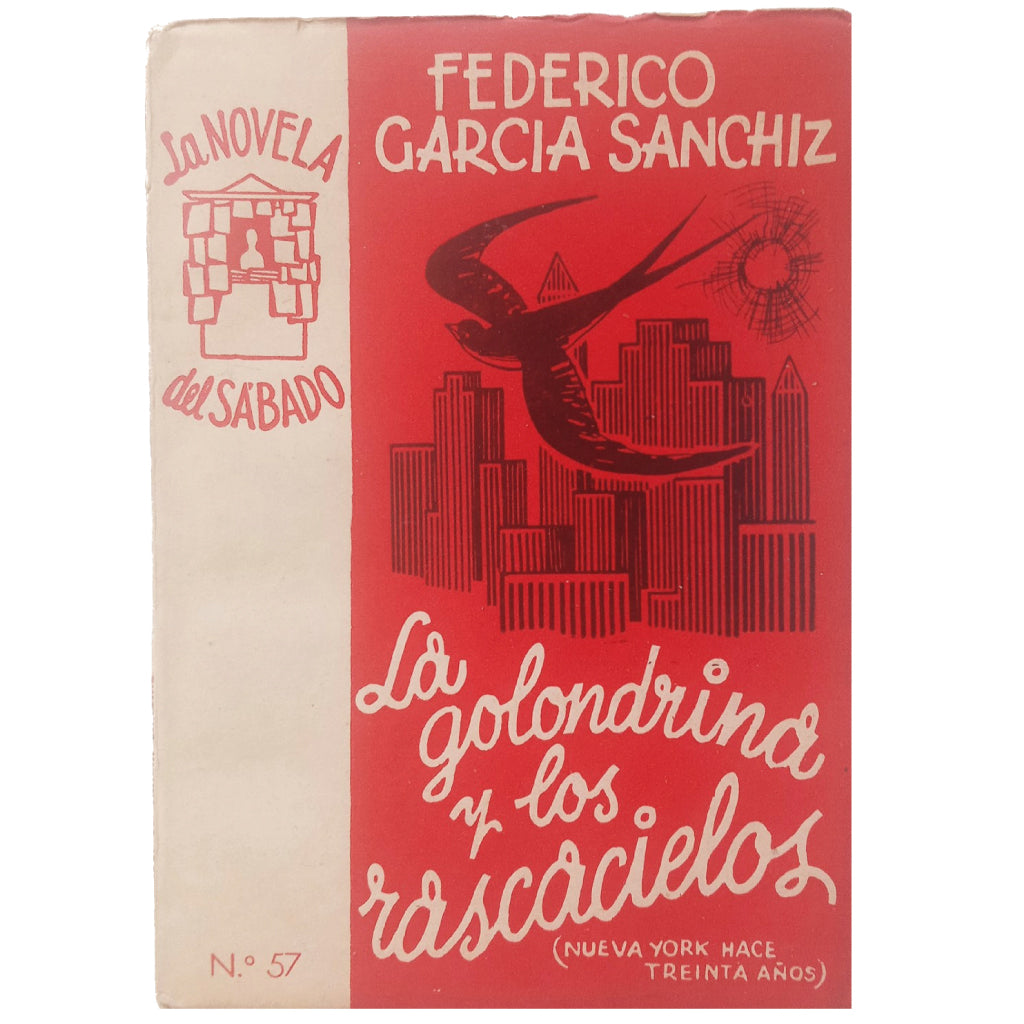 La NOVELA
del SÁBADO
N.º 57
FEDERICO
GARCIA SANCHIZ
La
golondrina
y los
rascacielos
(NUEVA YORK HACE
TREINTA AÑOS)